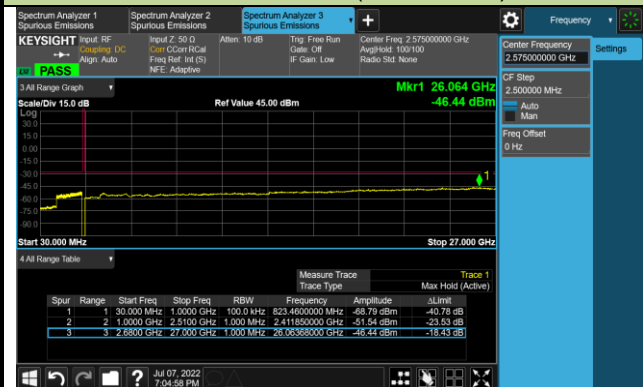 Spectrum Analyzer 1
Spurious Emissions
Spectrum Analyzer 2
Spurious Emissions
Spectrum Analyzer 3
Spurious Emissions
Frequency
KEYSIGHT
Input: RF
Coupling: DC
Align: Auto
Input Z: 50 Ω
Corr CCorr RCal
Freq Ref: Int (S)
NFE: Adaptive
Atten: 10 dB
Trig: Free Run
Gate: Off
IF Gain: Low
Center Freq: 2.575000000 GHz
Avg|Hold: 100/100
Radio Std: None
PASS
Center Frequency
2.575000000 GHz
Settings
CF Step
2.500000 MHz
Auto
Man
Freq Offset
0 Hz
3 All Range Graph
Mkr1 26.064 GHz
Scale/Div 15.0 dB
Ref Value 45.00 dBm
-46.44 dBm
Log
30.0
15.0
0.00
-15.0
-30.0
-45.0
-60.0
-75.0
-90.0
1
Start 30.000 MHz
Stop 27.000 GHz
4 All Range Table
Measure Trace
Trace 1
Trace Type
Max Hold (Active)
Spur Range Start Freq Stop Freq RBW Frequency Amplitude ΔLimit
1 1 30.000 MHz 1.0000 GHz 100.0 kHz 823.4600000 MHz -68.79 dBm -40.78 dB
2 2 1.0000 GHz 2.5100 GHz 1.000 MHz 2.411850000 GHz -51.54 dBm -23.53 dB
3 3 2.6800 GHz 27.000 GHz 1.000 MHz 26.06368000 GHz -46.44 dBm -18.43 dB
Jul 07, 2022
7:04:58 PM